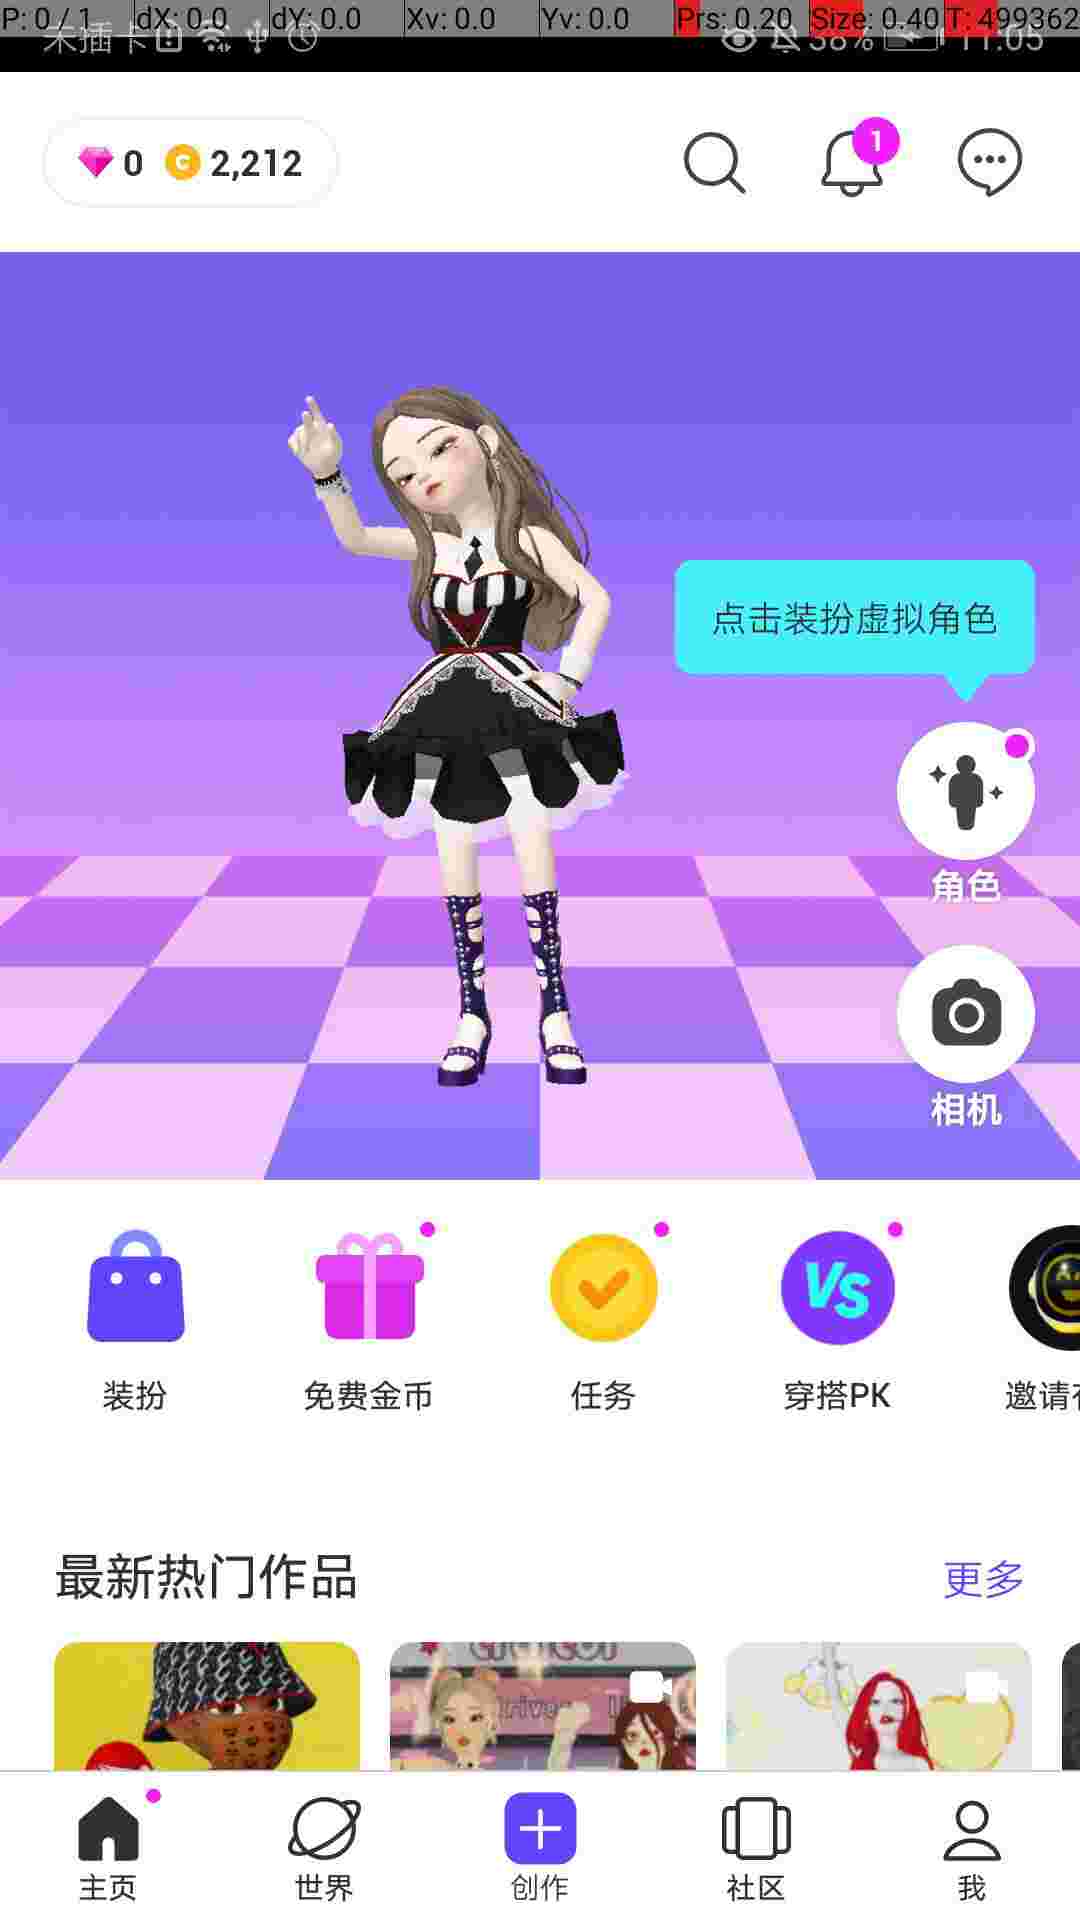 P: 0 / 1 dX: 0.0 dY: 0.0 Xv: 0.0 Yv: 0.0 Prs: 0.20 Size: 0.40 T: 499362
未插卡 38% 11:05
0 2,212 1
点击装扮虚拟角色
角色
相机
VS
装扮 免费金币 任务 穿搭PK 邀请
最新热门作品 更多
主页 世界 创作 社区 我